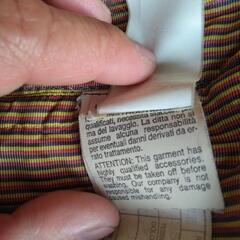 qualificati, necessita
ma del lavaggio. La ditta non si
assume alcuna responsabilità
per eventuali danni derivati da er-
rato trattamento.
ATTENTION: This garment has
highly qualified accessories.
They must be taken off before
washing. Our company is not
responsible for any damage
caused mishandling.